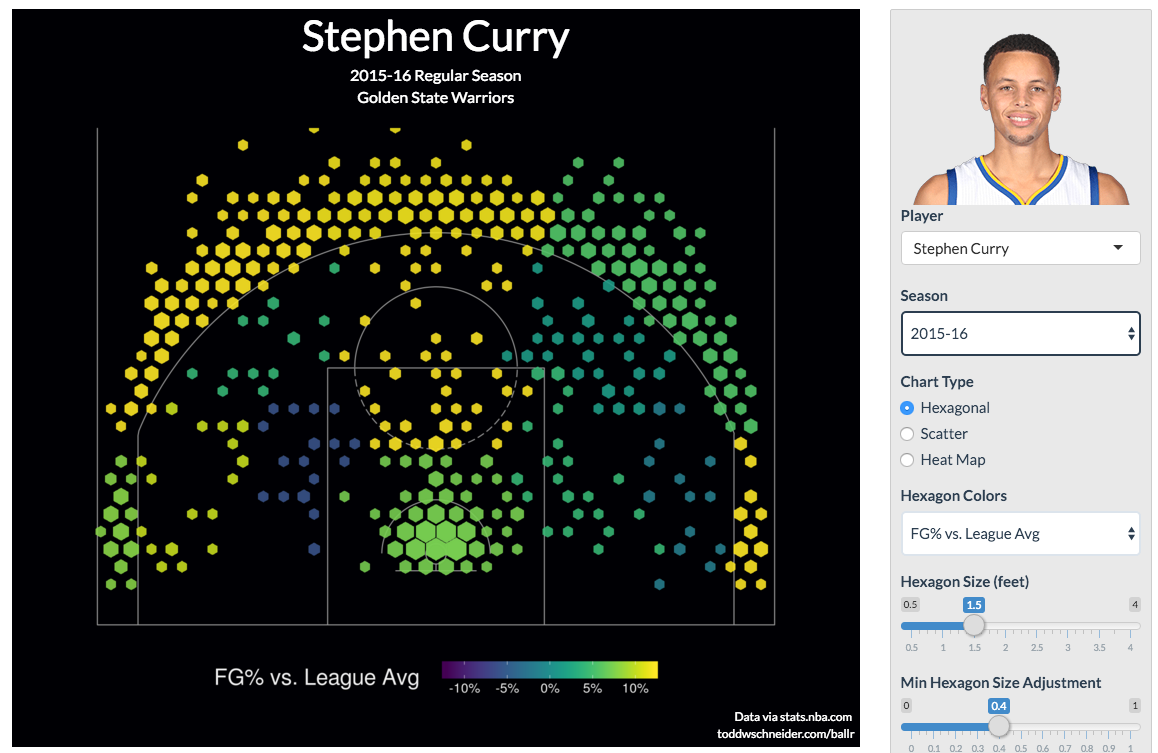 Stephen Curry
2015-16 Regular Season
Golden State Warriors
FG% vs. League Avg
-10% -5% 0% 5% 10%
Data via stats.nba.com
toddwschneider.com/ballr
Player
Stephen Curry
Season
2015-16
Chart Type
Hexagonal
Scatter
Heat Map
Hexagon Colors
FG% vs. League Avg
Hexagon Size (feet)
0.5 1.5 4
0.5 1 1.5 2 2.5 3 3.5 4
Min Hexagon Size Adjustment
0 0.4 1
0 0.1 0.2 0.3 0.4 0.5 0.6 0.7 0.8 0.9 1